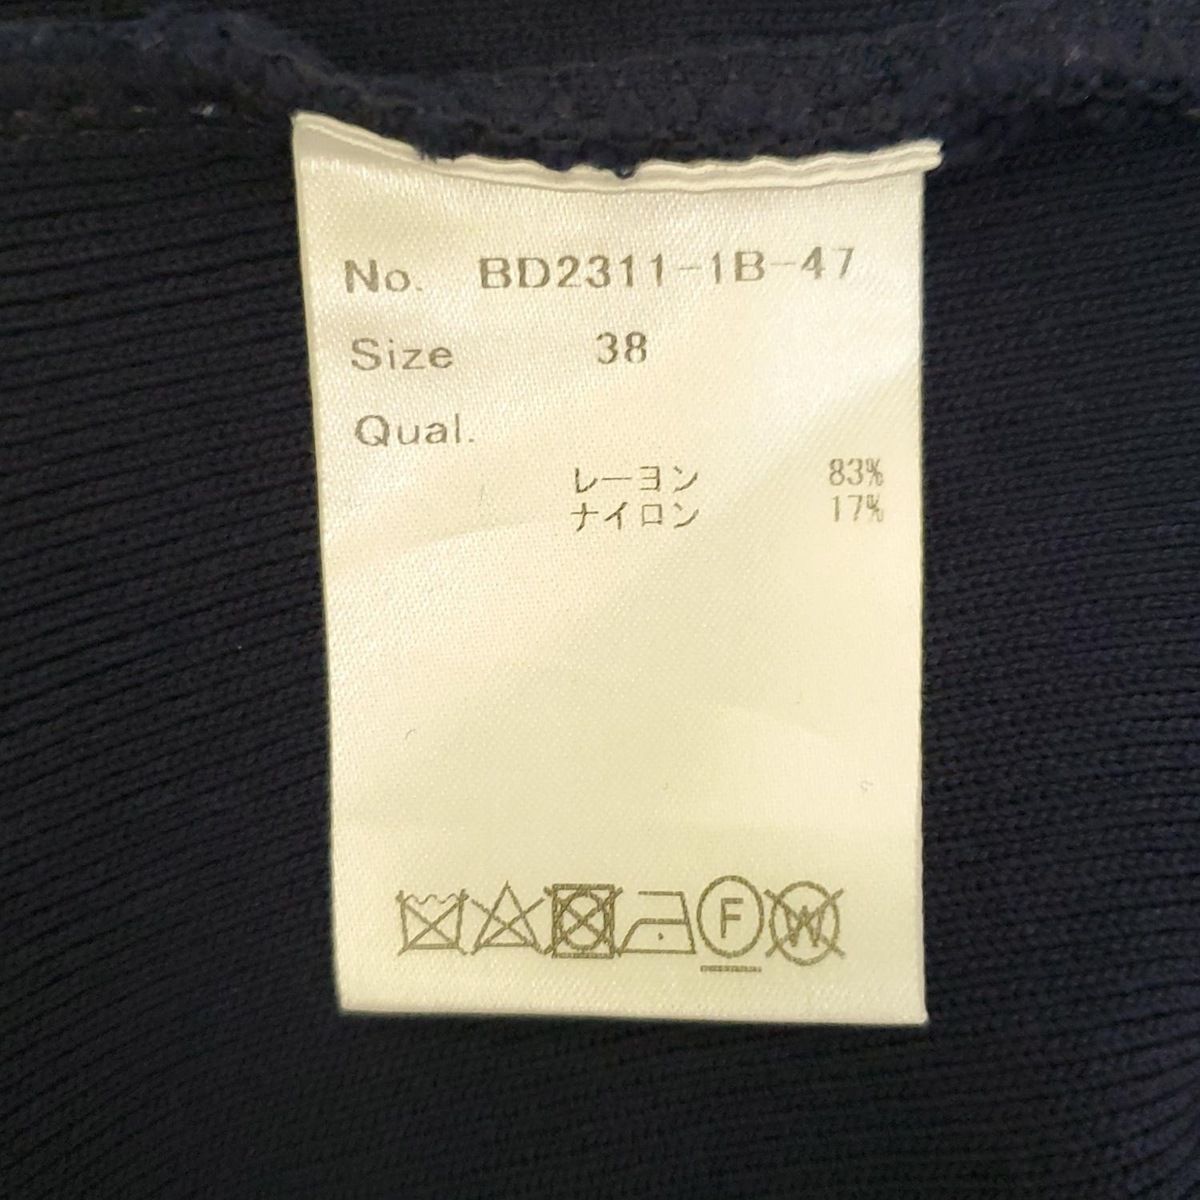 No. BD2311-1B-47
Size 38
Qual.
レーヨン 83%
ナイロン 17%
F W